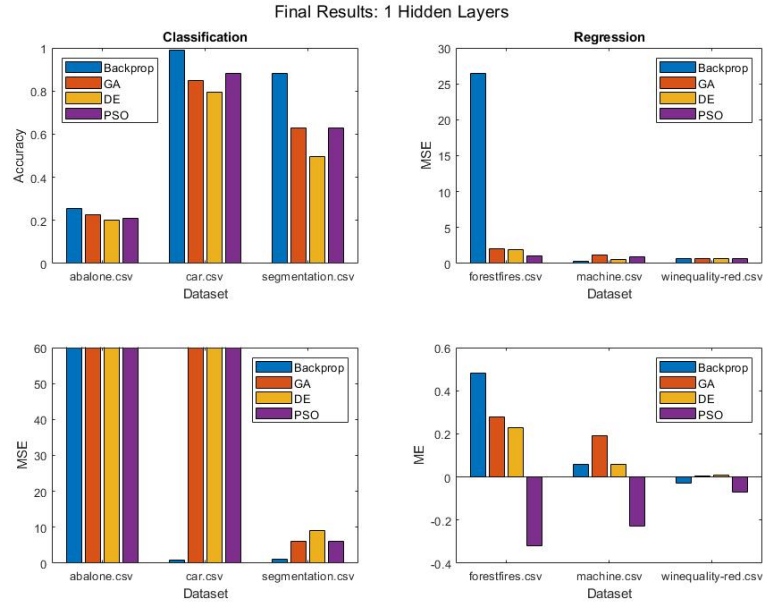 Final Results: 1 Hidden Layers
Classification
Accuracy
1
0.8
0.6
0.4
0.2
0
Backprop
GA
DE
PSO
abalone.csv car.csv segmentation.csv
Dataset
Regression
MSE
30
25
20
15
10
5
0
Backprop
GA
DE
PSO
forestfires.csv machine.csv winequality-red.csv
Dataset
MSE
60
50
40
30
20
10
0
Backprop
GA
DE
PSO
abalone.csv car.csv segmentation.csv
Dataset
ME
0.6
0.4
0.2
0
-0.2
-0.4
Backprop
GA
DE
PSO
forestfires.csv machine.csv winequality-red.csv
Dataset